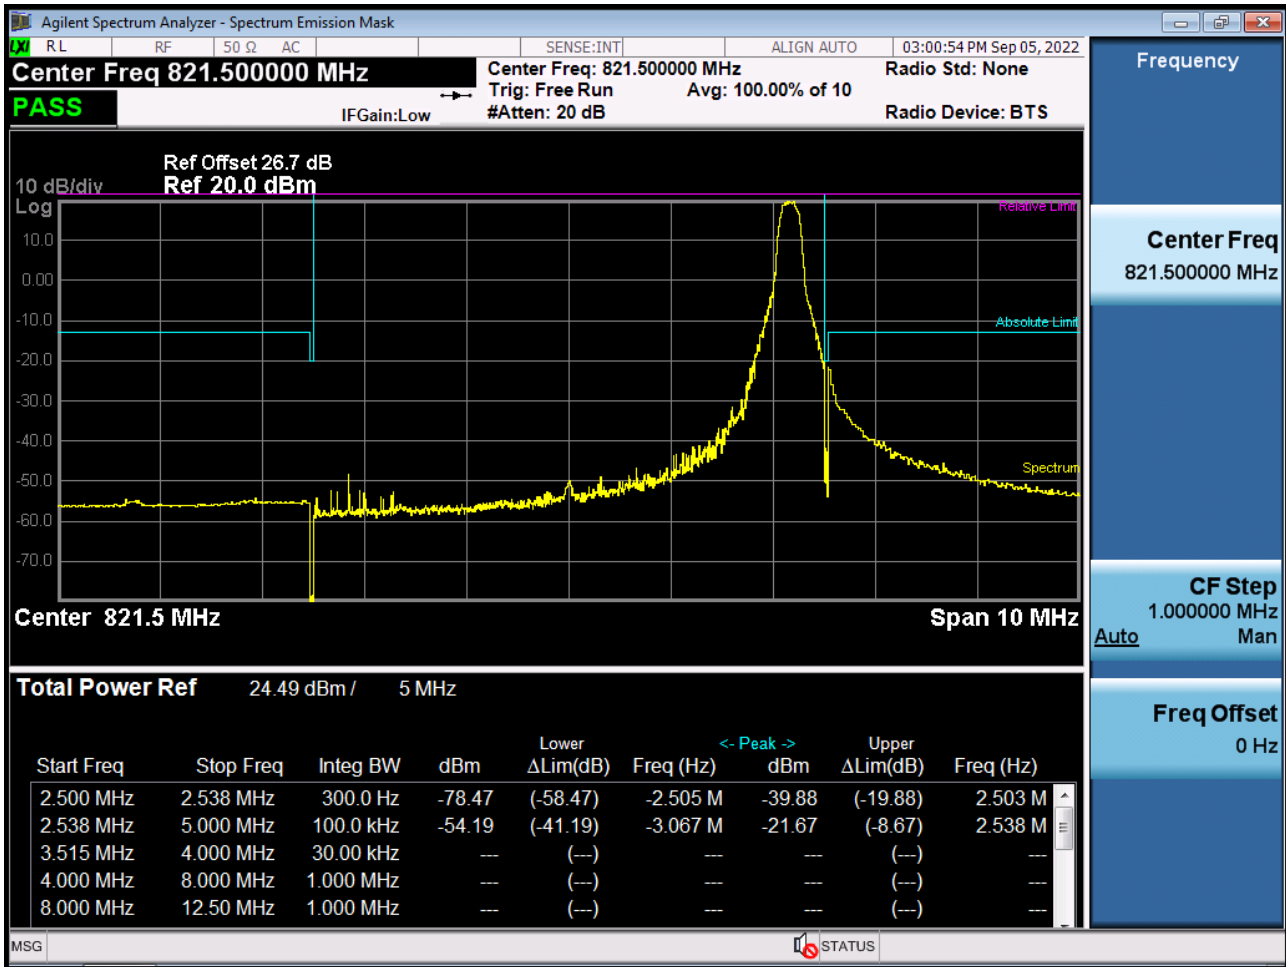 Agilent Spectrum Analyzer - Spectrum Emission Mask
LXI RL RF 50 Ω AC SENSE:INT ALIGN AUTO 03:00:54 PM Sep 05, 2022
Center Freq 821.500000 MHz
Center Freq: 821.500000 MHz Radio Std: None
Trig: Free Run Avg: 100.00% of 10
PASS
IFGain:Low #Atten: 20 dB Radio Device: BTS
Ref Offset 26.7 dB
10 dB/div Ref 20.0 dBm
Log
Relative Limit
10.0
0.00
-10.0
Absolute Limit
-20.0
-30.0
-40.0
Spectrum
-50.0
-60.0
-70.0
Center 821.5 MHz Span 10 MHz
Total Power Ref 24.49 dBm / 5 MHz
Lower <- Peak -> Upper
Start Freq Stop Freq Integ BW dBm ΔLim(dB) Freq (Hz) dBm ΔLim(dB) Freq (Hz)
2.500 MHz 2.538 MHz 300.0 Hz -78.47 (-58.47) -2.505 M -39.88 (-19.88) 2.503 M
2.538 MHz 5.000 MHz 100.0 kHz -54.19 (-41.19) -3.067 M -21.67 (-8.67) 2.538 M
3.515 MHz 4.000 MHz 30.00 kHz --- (---) --- --- (---) ---
4.000 MHz 8.000 MHz 1.000 MHz --- (---) --- --- (---) ---
8.000 MHz 12.50 MHz 1.000 MHz --- (---) --- --- (---) ---
MSG STATUS
Frequency
Center Freq
821.500000 MHz
CF Step
1.000000 MHz
Auto Man
Freq Offset
0 Hz